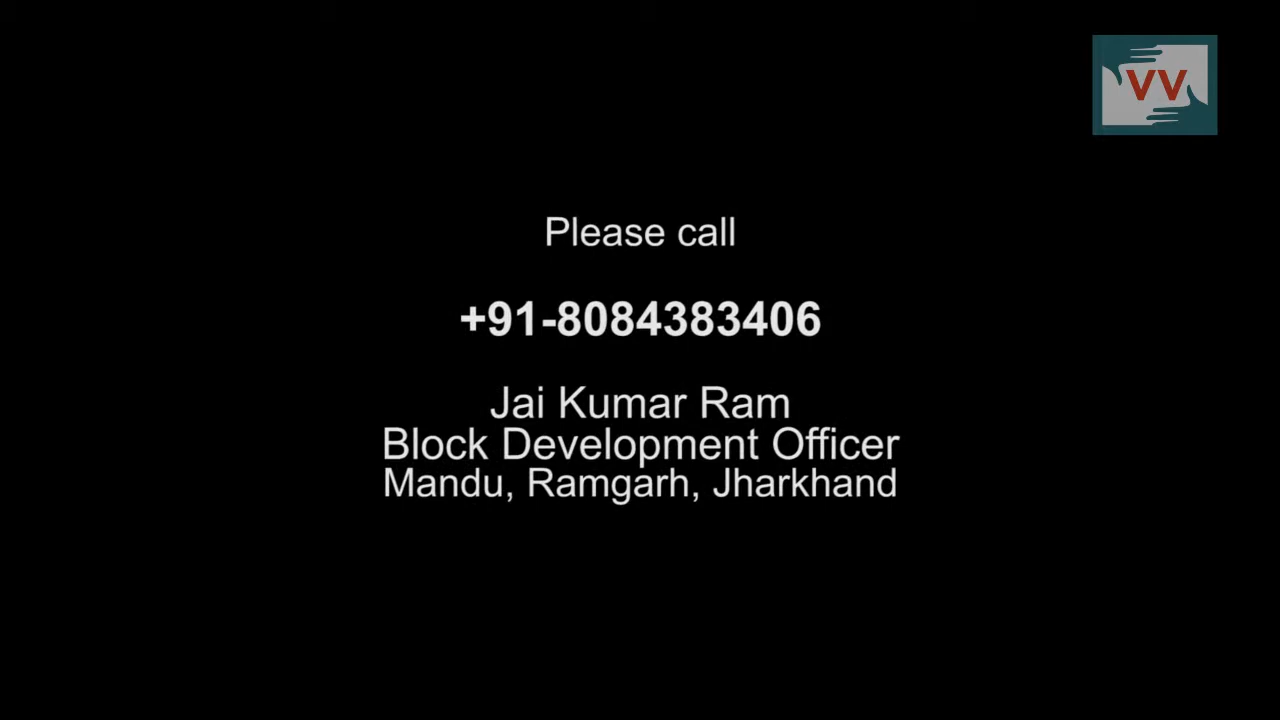 VV
Please call
+91-8084383406
Jai Kumar Ram
Block Development Officer
Mandu, Ramgarh, Jharkhand